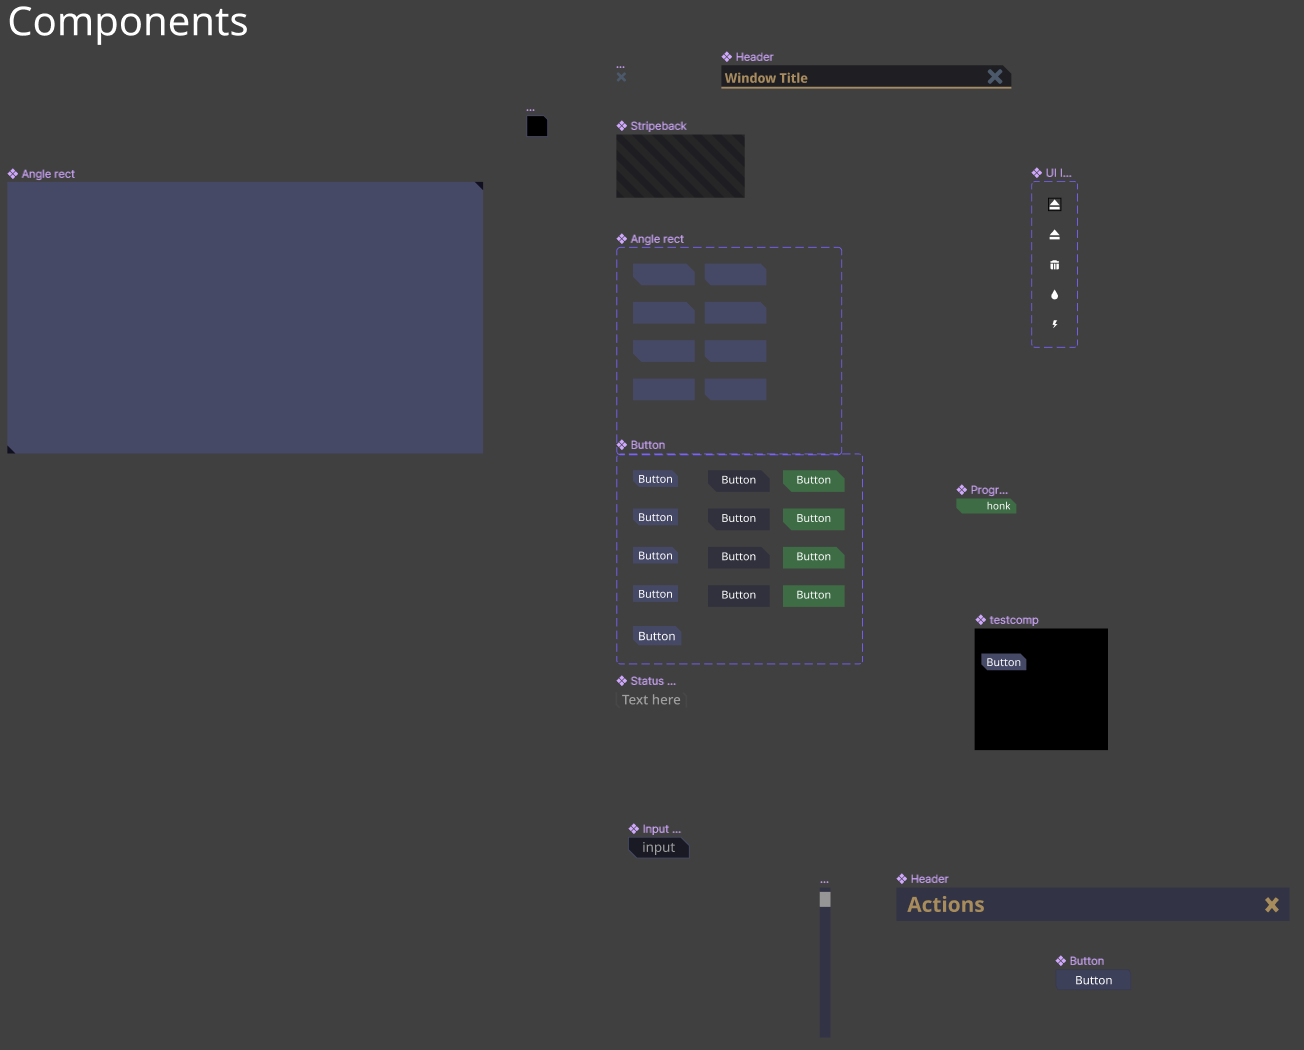 Components
...
Header
Window Title
...
Stripeback
Angle rect
UI I...
Angle rect
Button
Button Button Button
Button Button Button
Button Button Button
Button Button Button
Button
Progr...
honk
testcomp
Button
Status ...
Text here
Input ...
input
...
Header
Actions
Button
Button